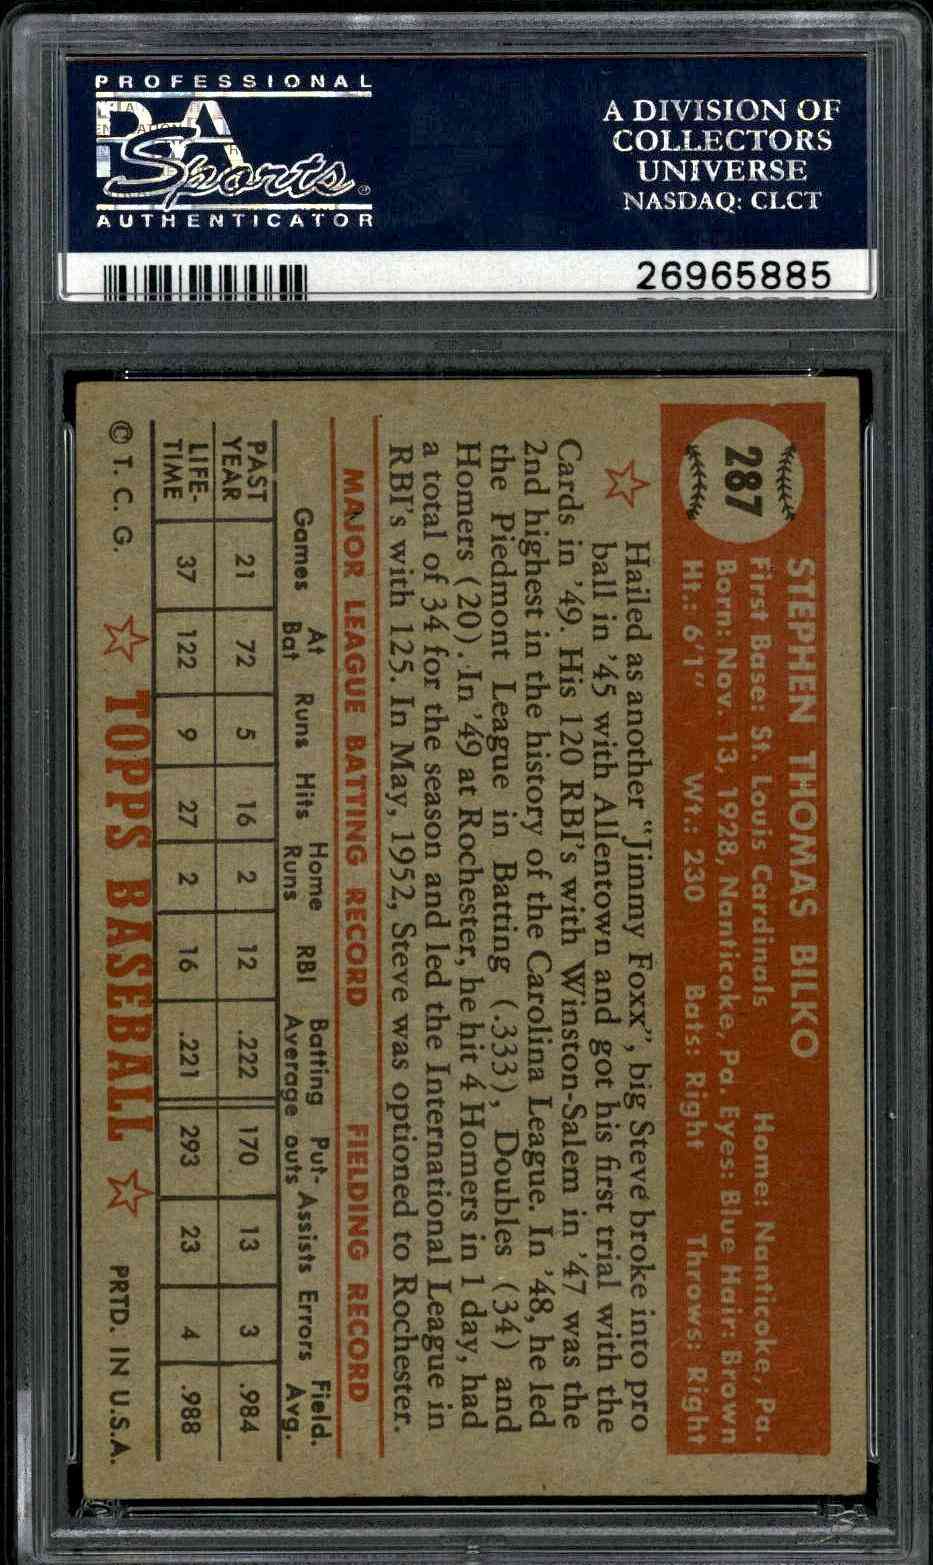 PROFESSIONAL
PSA
Sports®
AUTHENTICATOR
A DIVISION OF
COLLECTORS
UNIVERSE
NASDAQ: CLCT
26965885
287
STEPHEN THOMAS BILKO
First Base: St. Louis Cardinals Home: Nanticoke, Pa.
Born: Nov. 13, 1928, Nanticoke, Pa. Eyes: Blue Hair: Brown
Ht.: 6'1" Wt.: 230 Bats: Right Throws: Right
Hailed as another "Jimmy Foxx", big Steve broke into pro
ball in '45 with Allentown and got his first trial with the
Cards in '49. His 120 RBI's with Winston-Salem in '47 was the
2nd highest in the history of the Carolina League. In '48, he led
the Piedmont League in Batting (.333), Doubles (34) and
Homers (20). In '49 at Rochester, he hit 4 Homers in 1 day, had
a total of 34 for the season and led the International League in
RBI's with 125. In May, 1952, Steve was optioned to Rochester.
MAJOR LEAGUE BATTING RECORD FIELDING RECORD
Games At Bat Runs Hits Home Runs RBI Batting Average Put-outs Assists Errors Field. Avg.
PAST YEAR 21 72 5 16 2 12 .222 170 13 3 .984
LIFE-TIME 37 122 9 27 2 16 .221 293 23 4 .988
© T. C. G. ☆ TOPPS BASEBALL ☆ PRTD. IN U.S.A.